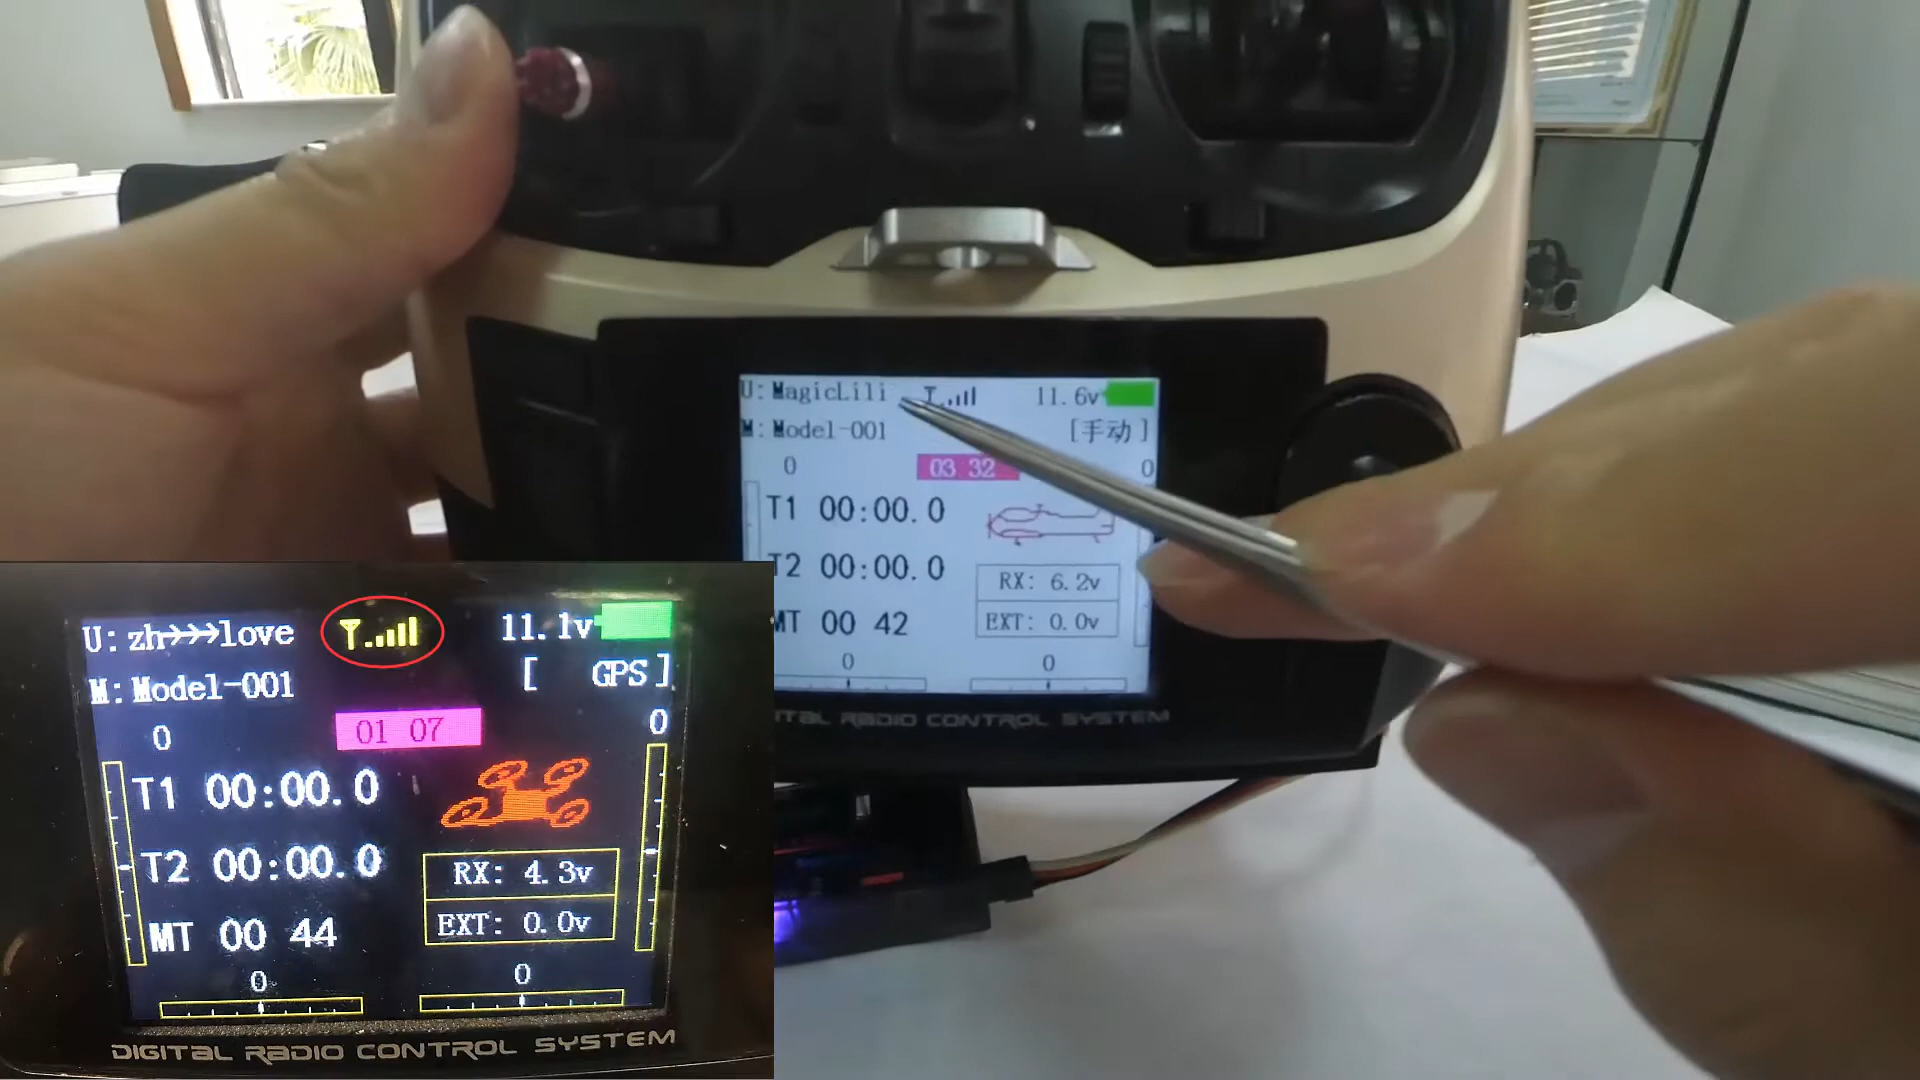 U: MagicLili 11.6v
M: Model-001 [手动]
0 03 32 0
T1 00:00.0
T2 00:00.0
RX: 6.2v
MT 00 42
EXT: 0.0v
0 0
DIGITAL RADIO CONTROL SYSTEM
U: zh→→→love 11.1v
M: Model-001 [ GPS]
0 01 07 0
T1 00:00.0
T2 00:00.0
RX: 4.3v
MT 00 44
EXT: 0.0v
0 0
DIGITAL RADIO CONTROL SYSTEM